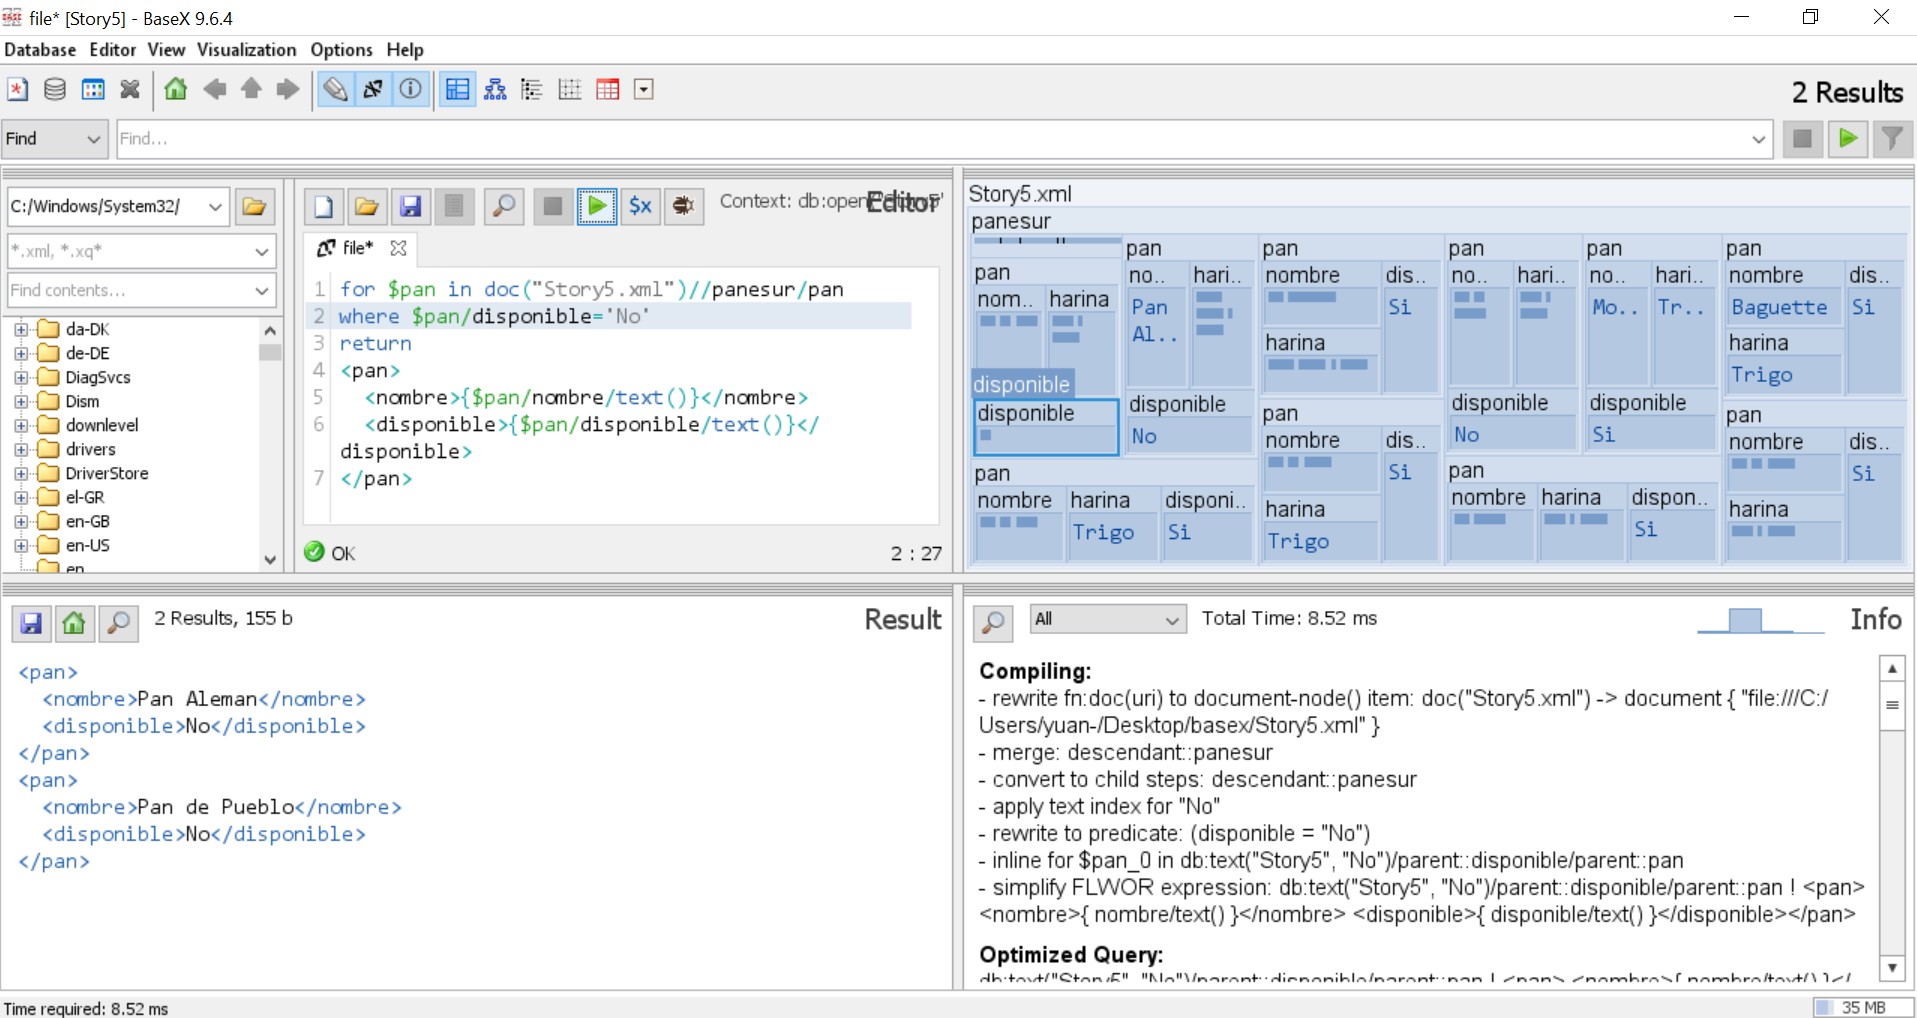 file* [Story5] - BaseX 9.6.4
Database Editor View Visualization Options Help
2 Results
Find
Find...
C:/Windows/System32/
*.xml, *.xq*
Find contents...
da-DK
de-DE
DiagSvcs
Dism
downlevel
drivers
DriverStore
el-GR
en-GB
en-US
en
$x
Context: db:open
Editor
file*
1 for $pan in doc("Story5.xml")//panesur/pan
2 where $pan/disponible='No'
3 return
4 <pan>
5 <nombre>{$pan/nombre/text()}</nombre>
6 <disponible>{$pan/disponible/text()}</
disponible>
7 </pan>
OK
2 : 27
Story5.xml
panesur
pan
nom..
harina
disponible
disponible
pan
nombre
harina
Trigo
disponi..
Si
pan
no..
Pan
Al..
hari..
disponible
No
pan
nombre
dis..
Si
harina
pan
nombre
dis..
Si
harina
Trigo
pan
no..
hari..
disponible
No
pan
no..
Mo..
hari..
Tr..
disponible
Si
pan
nombre
harina
dispon..
Si
pan
nombre
Baguette
dis..
Si
harina
Trigo
pan
nombre
dis..
Si
harina
2 Results, 155 b
Result
<pan>
<nombre>Pan Aleman</nombre>
<disponible>No</disponible>
</pan>
<pan>
<nombre>Pan de Pueblo</nombre>
<disponible>No</disponible>
</pan>
All
Total Time: 8.52 ms
Info
Compiling:
- rewrite fn:doc(uri) to document-node() item: doc("Story5.xml") -> document { "file:///C:/
Users/yuan-/Desktop/basex/Story5.xml" }
- merge: descendant::panesur
- convert to child steps: descendant::panesur
- apply text index for "No"
- rewrite to predicate: (disponible = "No")
- inline for $pan_0 in db:text("Story5", "No")/parent::disponible/parent::pan
- simplify FLWOR expression: db:text("Story5", "No")/parent::disponible/parent::pan ! <pan>
<nombre>{ nombre/text() }</nombre> <disponible>{ disponible/text() }</disponible></pan>
Optimized Query:
db:text("Story5", "No")/parent::disponible/parent::pan ! <pan> <nombre>{ nombre/text() }</
Time required: 8.52 ms
35 MB